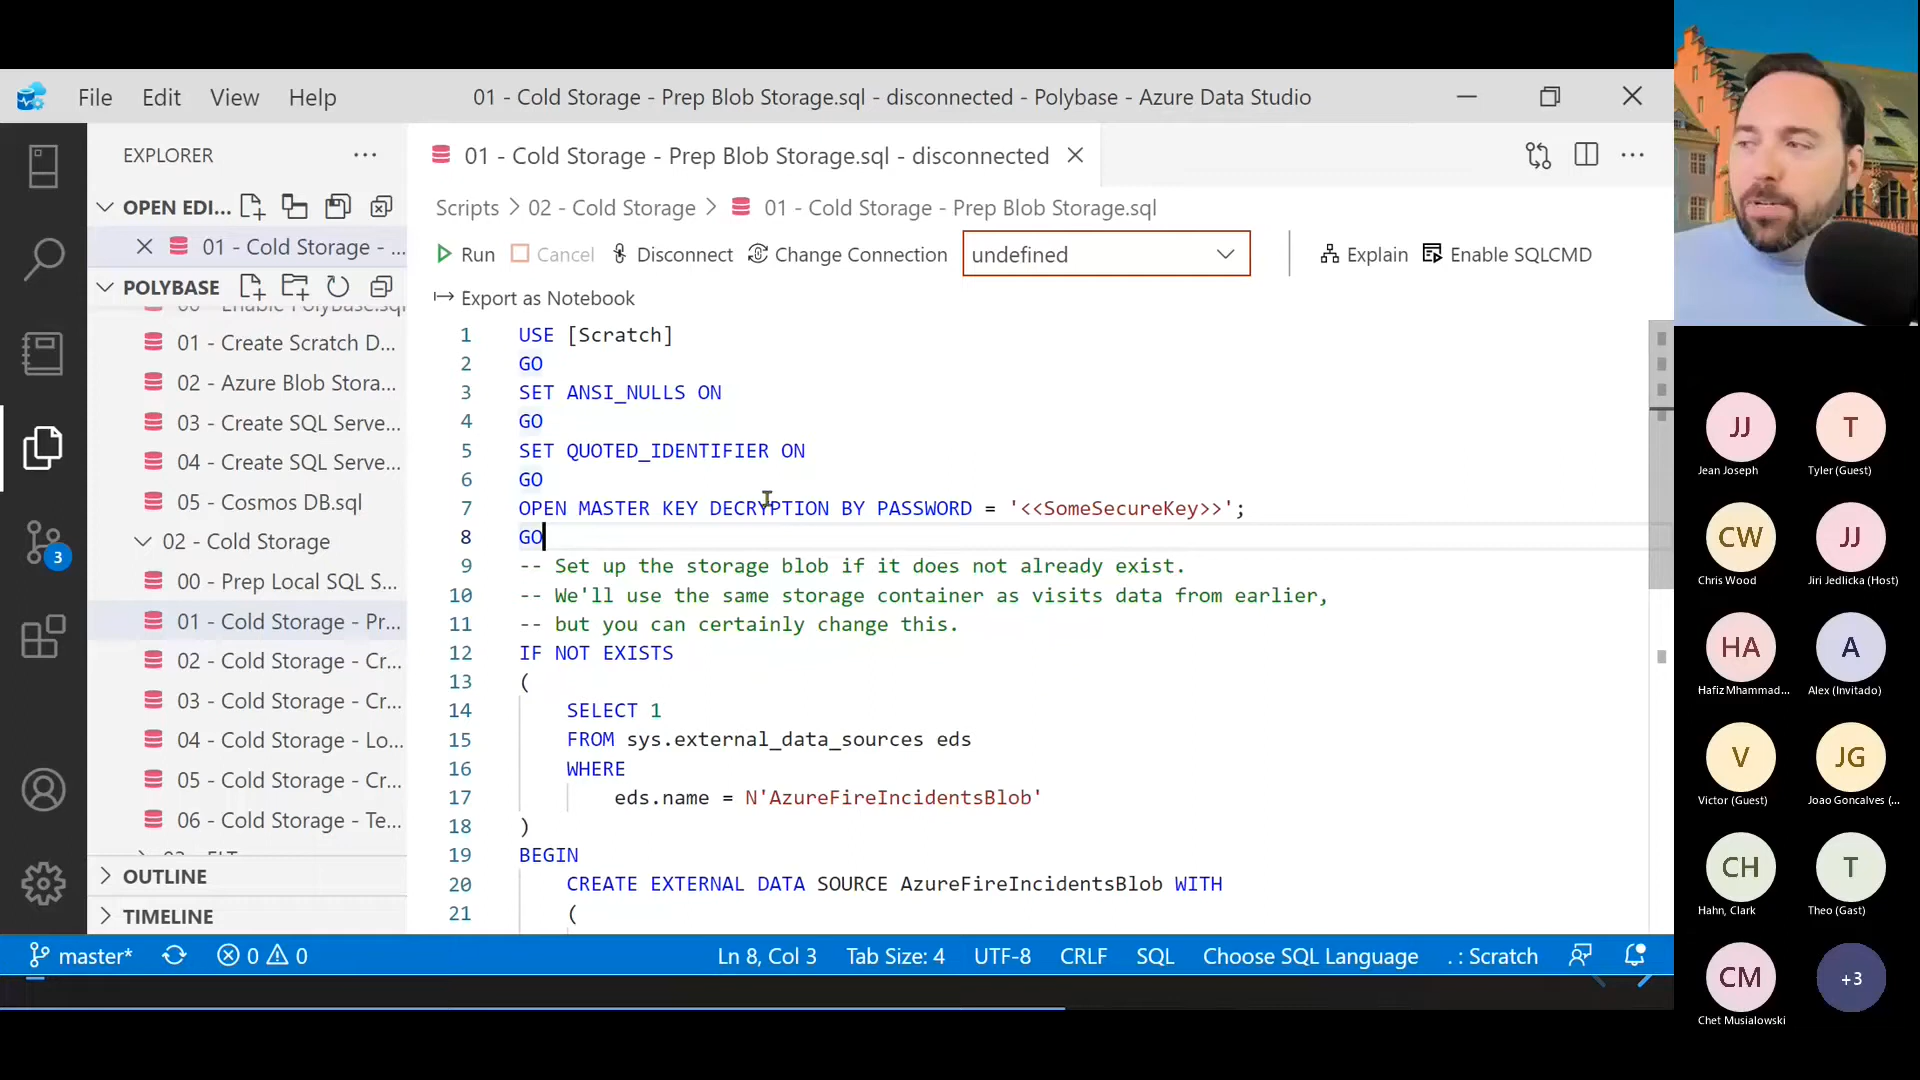 File Edit View Help
01 - Cold Storage - Prep Blob Storage.sql - disconnected - Polybase - Azure Data Studio
EXPLORER
01 - Cold Storage - Prep Blob Storage.sql - disconnected
OPEN EDI...
Scripts > 02 - Cold Storage > 01 - Cold Storage - Prep Blob Storage.sql
01 - Cold Storage - ...
Run Cancel Disconnect Change Connection undefined Explain Enable SQLCMD
POLYBASE
Export as Notebook
00 - Enable PolyBase.sql
01 - Create Scratch D...
02 - Azure Blob Stora...
03 - Create SQL Serve...
04 - Create SQL Serve...
05 - Cosmos DB.sql
02 - Cold Storage
00 - Prep Local SQL S...
01 - Cold Storage - Pr...
02 - Cold Storage - Cr...
03 - Cold Storage - Cr...
04 - Cold Storage - Lo...
05 - Cold Storage - Cr...
06 - Cold Storage - Te...
OUTLINE
TIMELINE
3
1 USE [Scratch]
2 GO
3 SET ANSI_NULLS ON
4 GO
5 SET QUOTED_IDENTIFIER ON
6 GO
7 OPEN MASTER KEY DECRYPTION BY PASSWORD = '<<SomeSecureKey>>';
8 GO
9 -- Set up the storage blob if it does not already exist.
10 -- We'll use the same storage container as visits data from earlier,
11 -- but you can certainly change this.
12 IF NOT EXISTS
13 (
14 SELECT 1
15 FROM sys.external_data_sources eds
16 WHERE
17 eds.name = N'AzureFireIncidentsBlob'
18 )
19 BEGIN
20 CREATE EXTERNAL DATA SOURCE AzureFireIncidentsBlob WITH
21 (
master* 0 0 Ln 8, Col 3 Tab Size: 4 UTF-8 CRLF SQL Choose SQL Language . : Scratch
JJ T
Jean Joseph Tyler (Guest)
CW JJ
Chris Wood Jiri Jedlicka (Host)
HA A
Hafiz Mhammad... Alex (Invitado)
V JG
Victor (Guest) Joao Goncalves (...
CH T
Hahn, Clark Theo (Gast)
CM +3
Chet Musialowski